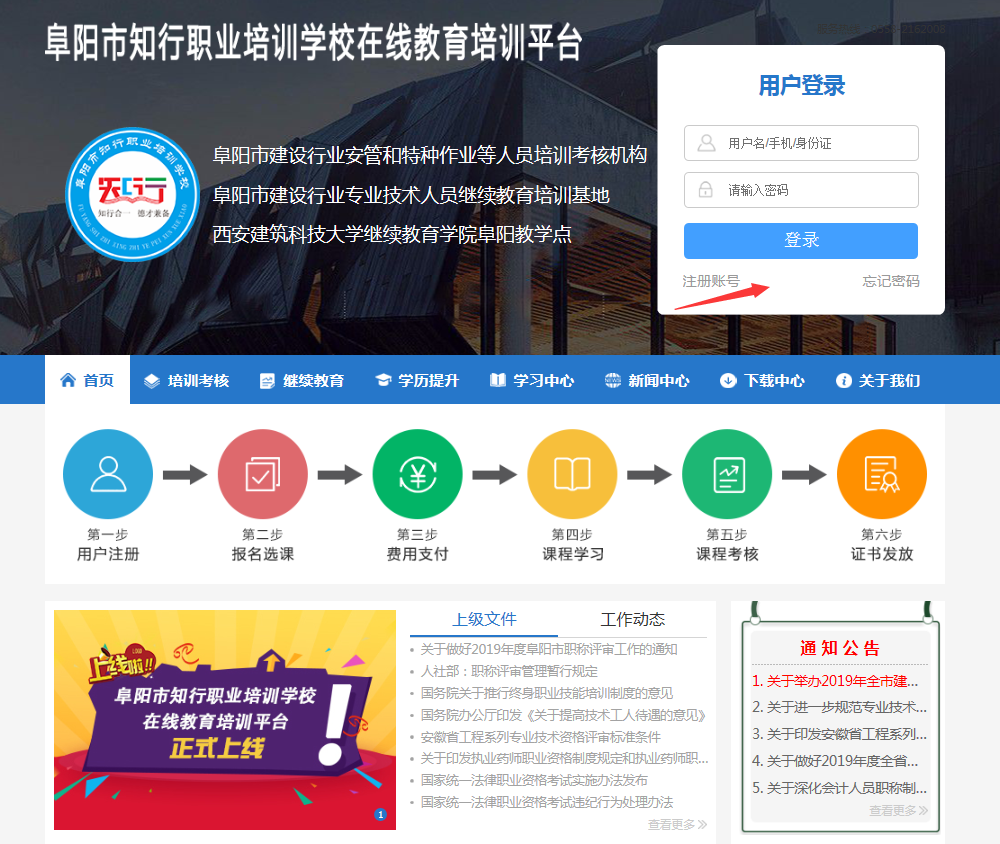 阜阳市知行职业培训学校在线教育培训平台
用户登录
阜阳市知行职业培训学校
知行
知行合一 德才兼备
FU YANG SHI ZHI XING ZHI YE PEI XUN XUE XIAO
阜阳市建设行业安管和特种作业等人员培训考核机构
阜阳市建设行业专业技术人员继续教育培训基地
西安建筑科技大学继续教育学院阜阳教学点
用户名/手机/身份证
请输入密码
登录
注册账号 忘记密码
首页 培训考核 继续教育 学历提升 学习中心 新闻中心 下载中心 关于我们
第一步 第二步 第三步 第四步 第五步 第六步
用户注册 报名选课 费用支付 课程学习 课程考核 证书发放
上线啦!!
LOGO
阜阳市知行职业培训学校
在线教育培训平台
正式上线
!
1
上级文件 工作动态
• 关于做好2019年度阜阳市职称评审工作的通知
• 人社部：职称评审管理暂行规定
• 国务院关于推行终身职业技能培训制度的意见
• 国务院办公厅印发《关于提高技术工人待遇的意见》
• 安徽省工程系列专业技术资格评审标准条件
• 关于印发执业药师职业资格制度规定和执业药师职...
• 国家统一法律职业资格考试实施办法发布
• 国家统一法律职业资格考试违纪行为处理办法
查看更多
通知公告
1. 关于举办2019年全市建...
2. 关于进一步规范专业技术...
3. 关于印发安徽省工程系列...
4. 关于做好2019年度全省...
5. 关于深化会计人员职称制...
查看更多